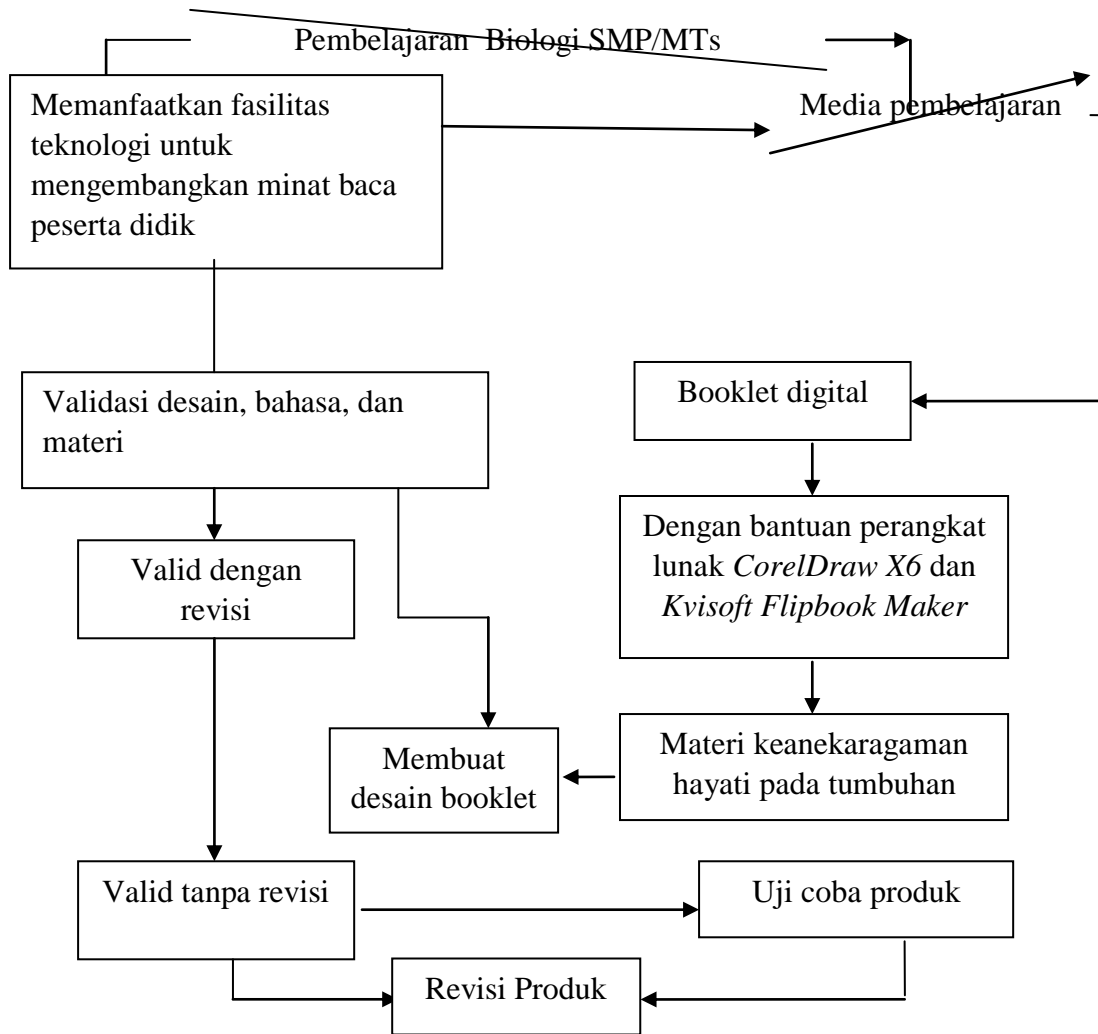 Pembelajaran Biologi SMP/MTs
Memanfaatkan fasilitas
teknologi untuk
mengembangkan minat baca
peserta didik
Media pembelajaran
Validasi desain, bahasa, dan
materi
Booklet digital
Dengan bantuan perangkat
lunak CorelDraw X6 dan
Kvisoft Flipbook Maker
Valid dengan
revisi
Membuat
desain booklet
Materi keanekaragaman
hayati pada tumbuhan
Valid tanpa revisi
Uji coba produk
Revisi Produk